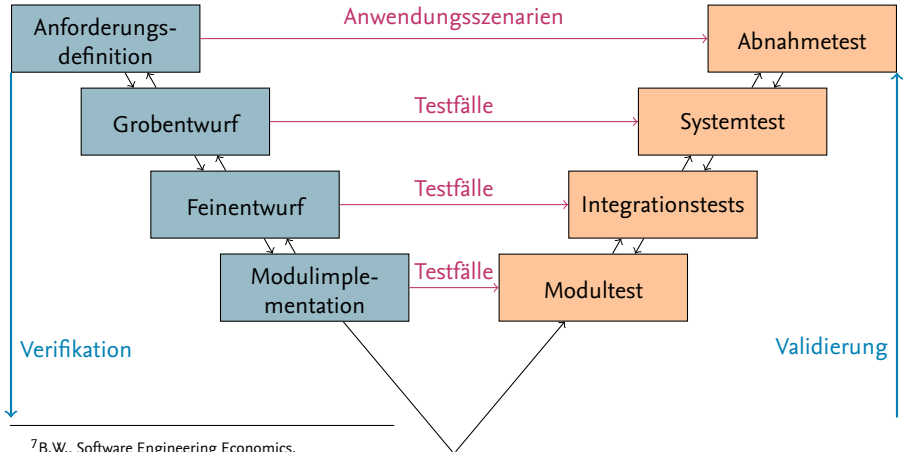 Anwendungsszenarien
Anforderungs-
definition
Abnahmetest
Testfälle
Grobentwurf
Systemtest
Testfälle
Feinentwurf
Integrationstests
Testfälle
Modulimple-
mentation
Modultest
Verifikation
Validierung
⁷B.W., Software Engineering Economics.